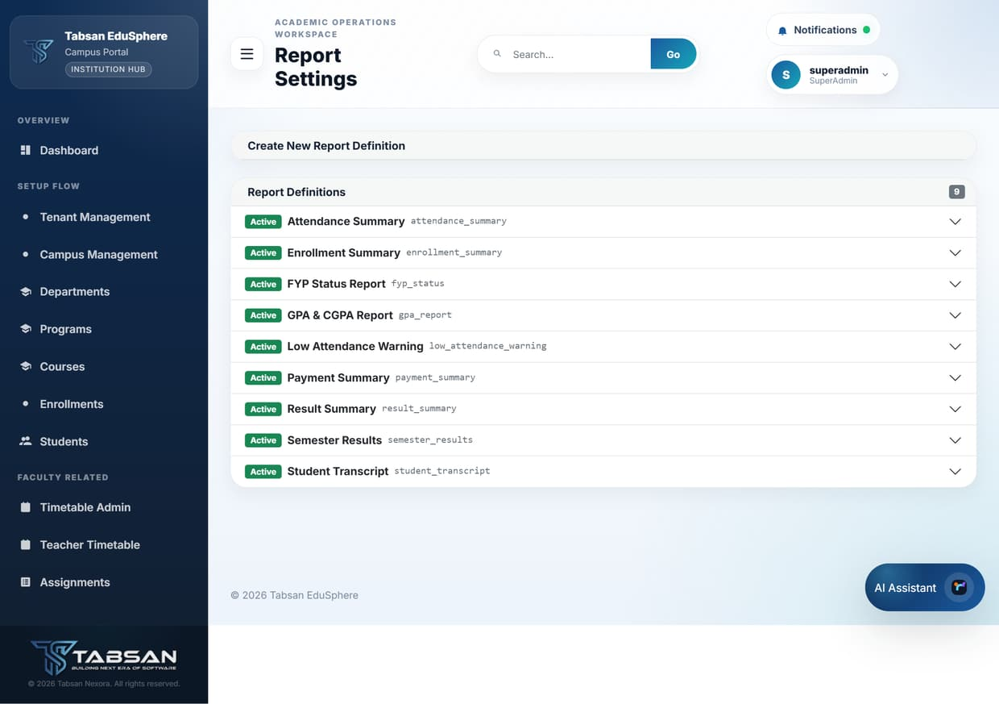 Tabsan EduSphere
Campus Portal
INSTITUTION HUB
OVERVIEW
Dashboard
SETUP FLOW
Tenant Management
Campus Management
Departments
Programs
Courses
Enrollments
Students
FACULTY RELATED
Timetable Admin
Teacher Timetable
Assignments
TABSAN
BUILDING NEXT ERA OF SOFTWARE
© 2026 Tabsan Nexora. All rights reserved.
ACADEMIC OPERATIONS
WORKSPACE
Report
Settings
Search...
Go
Notifications
S
superadmin
SuperAdmin
Create New Report Definition
Report Definitions 9
Active Attendance Summary attendance_summary
Active Enrollment Summary enrollment_summary
Active FYP Status Report fyp_status
Active GPA & CGPA Report gpa_report
Active Low Attendance Warning low_attendance_warning
Active Payment Summary payment_summary
Active Result Summary result_summary
Active Semester Results semester_results
Active Student Transcript student_transcript
© 2026 Tabsan EduSphere
AI Assistant